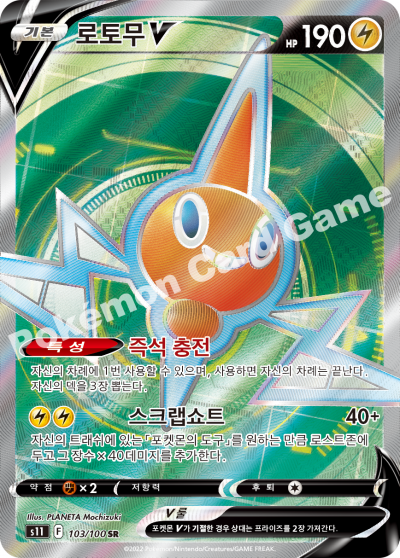 기본 로토무 V HP 190
Pokémon Card Game
특성 즉석 충전
자신의 차례에 1번 사용할 수 있으며, 사용하면 자신의 차례는 끝난다.
자신의 덱을 3장 뽑는다.
스크랩쇼트 40+
자신의 트래쉬에 있는 「포켓몬의 도구」를 원하는 만큼 로스트존에
두고 그 장수 × 40데미지를 추가한다.
약점 ×2 저항력 후퇴
Illus. PLANETA Mochizuki
V 룰
s11 F 103/100 SR
포켓몬 V가 기절한 경우 상대는 프라이즈를 2장 가져간다.
©2022 Pokémon/Nintendo/Creatures/GAME FREAK.